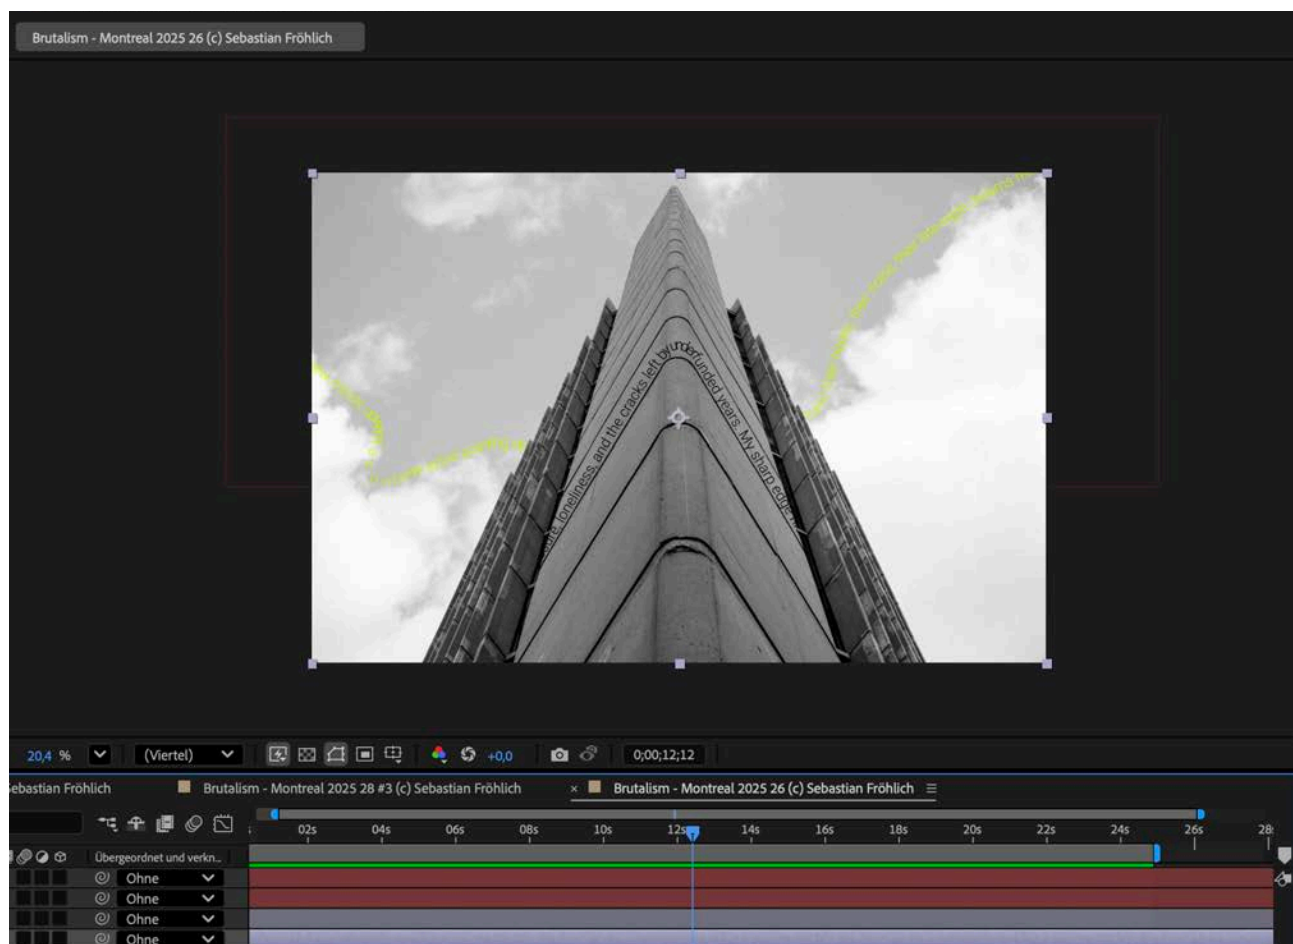 Brutalism - Montreal 2025 26 (c) Sebastian Fröhlich
loneliness, and the cracks left by underfunded years. My sharp edge
20,4 %
(Viertel)
+0,0
0;00;12;12
ebastian Fröhlich
Brutalism - Montreal 2025 28 #3 (c) Sebastian Fröhlich
× Brutalism - Montreal 2025 26 (c) Sebastian Fröhlich
02s 04s 06s 08s 10s 12s 14s 16s 18s 20s 22s 24s 26s 28
Übergeordnet und verkn...
Ohne
Ohne
Ohne
Ohne